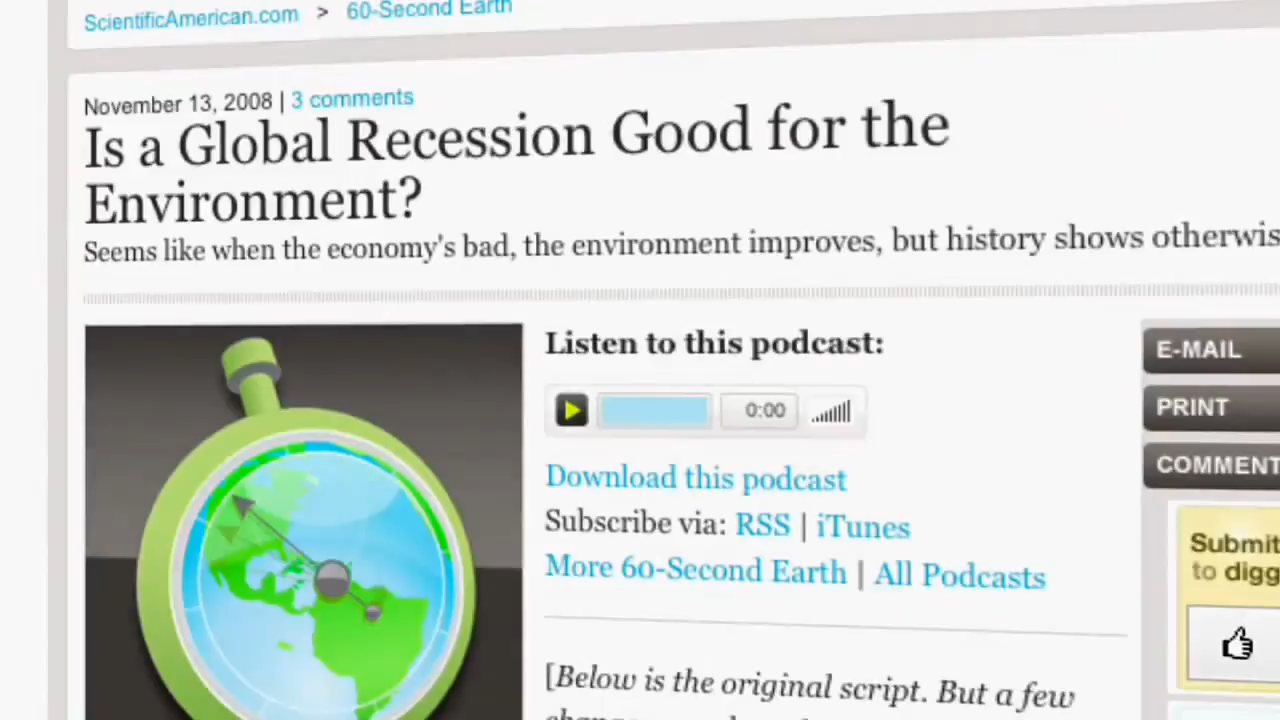 ScientificAmerican.com > 60-Second Earth
November 13, 2008 | 3 comments
Is a Global Recession Good for the
Environment?
Seems like when the economy's bad, the environment improves, but history shows otherwis
Listen to this podcast:
0:00
Download this podcast
Subscribe via: RSS | iTunes
More 60-Second Earth | All Podcasts
[Below is the original script. But a few
E-MAIL
PRINT
COMMENT
Submit
to digg